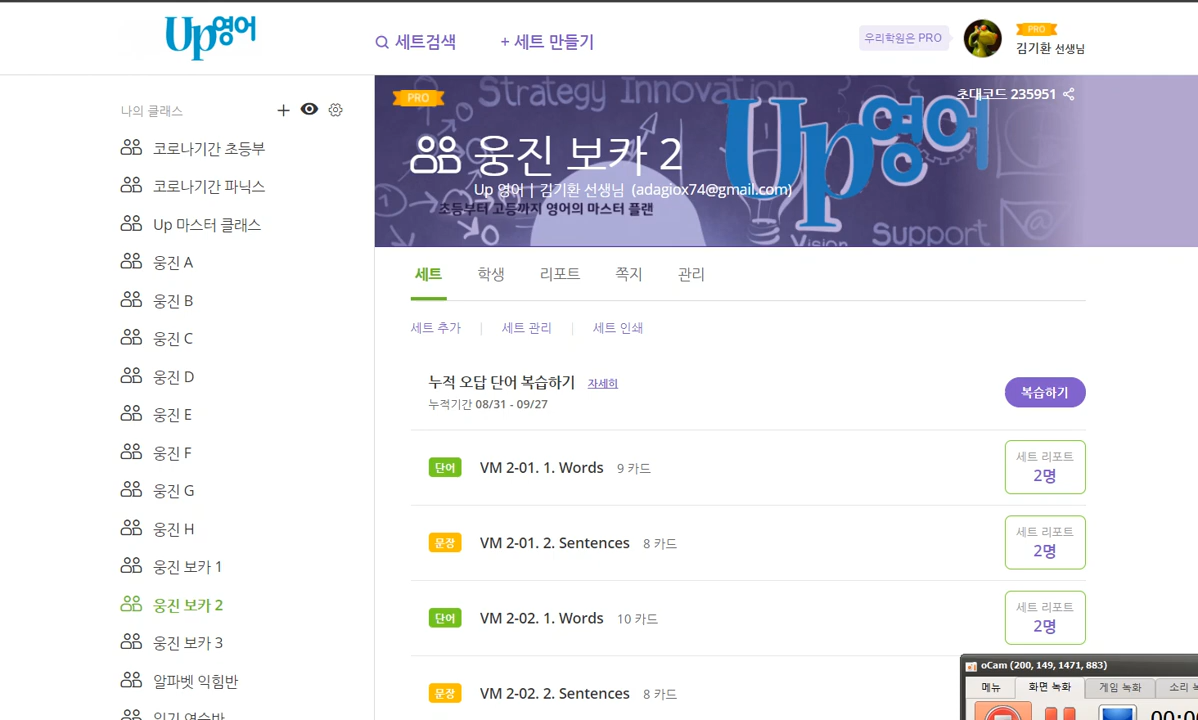 Up영어
세트검색
+ 세트 만들기
우리학원은 PRO
PRO
김기환 선생님
나의 클래스
코로나기간 초등부
코로나기간 파닉스
Up 마스터 클래스
웅진 A
웅진 B
웅진 C
웅진 D
웅진 E
웅진 F
웅진 G
웅진 H
웅진 보카 1
웅진 보카 2
웅진 보카 3
알파벳 익힘반
읽기 연습반
PRO
Strategy Innovation
초대코드 235951
웅진 보카 2
Up영어
Up 영어 | 김기환 선생님 (adagiox74@gmail.com)
초등부터 고등까지 영어의 마스터 플랜
Vision
Support
세트 학생 리포트 쪽지 관리
세트 추가 | 세트 관리 | 세트 인쇄
누적 오답 단어 복습하기 자세히
누적기간 08/31 - 09/27
복습하기
단어 VM 2-01. 1. Words 9 카드
세트 리포트
2명
문장 VM 2-01. 2. Sentences 8 카드
세트 리포트
2명
단어 VM 2-02. 1. Words 10 카드
세트 리포트
2명
문장 VM 2-02. 2. Sentences 8 카드
oCam (200, 149, 1471, 883)
메뉴 화면 녹화 게임 녹화 소리